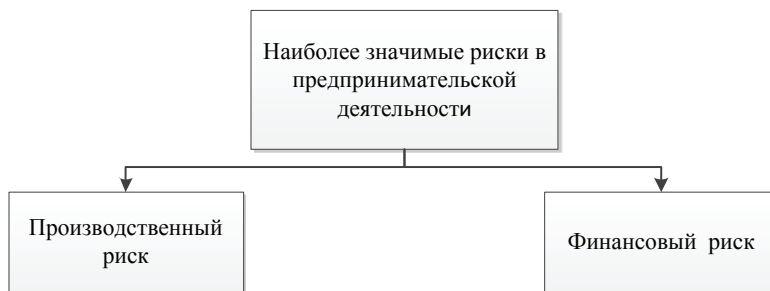 Наиболее значимые риски в
предпринимательской
деятельности
Производственный
риск
Финансовый риск